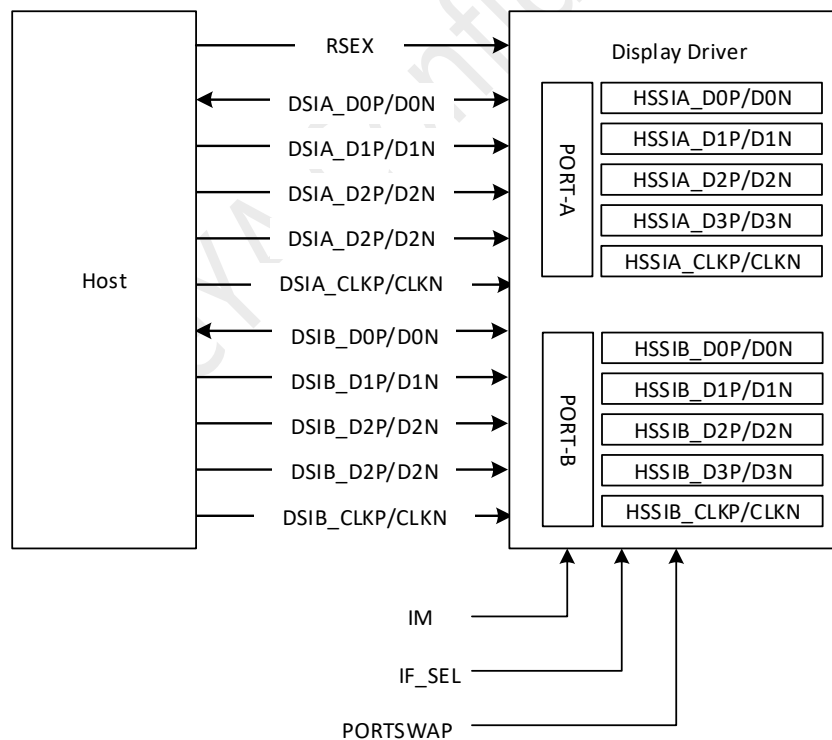 RSEX
Display Driver
Host
DSIA_D0P/D0N
DSIA_D1P/D1N
DSIA_D2P/D2N
DSIA_D2P/D2N
DSIA_CLKP/CLKN
DSIB_D0P/D0N
DSIB_D1P/D1N
DSIB_D2P/D2N
DSIB_D2P/D2N
DSIB_CLKP/CLKN
PORT-A
HSSIA_D0P/D0N
HSSIA_D1P/D1N
HSSIA_D2P/D2N
HSSIA_D3P/D3N
HSSIA_CLKP/CLKN
PORT-B
HSSIB_D0P/D0N
HSSIB_D1P/D1N
HSSIB_D2P/D2N
HSSIB_D3P/D3N
HSSIB_CLKP/CLKN
IM
IF_SEL
PORTSWAP